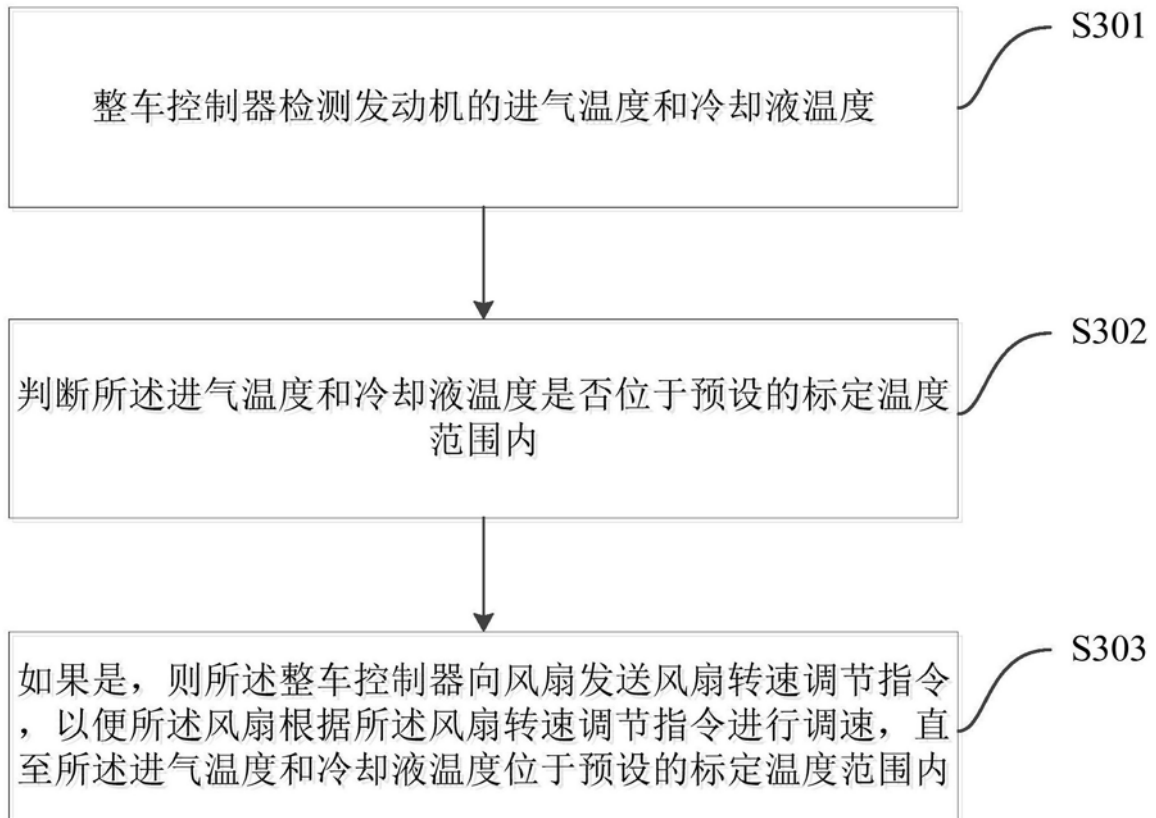 S301
整车控制器检测发动机的进气温度和冷却液温度
S302
判断所述进气温度和冷却液温度是否位于预设的标定温度
范围内
S303
如果是，则所述整车控制器向风扇发送风扇转速调节指令
，以便所述风扇根据所述风扇转速调节指令进行调速，直
至所述进气温度和冷却液温度位于预设的标定温度范围内